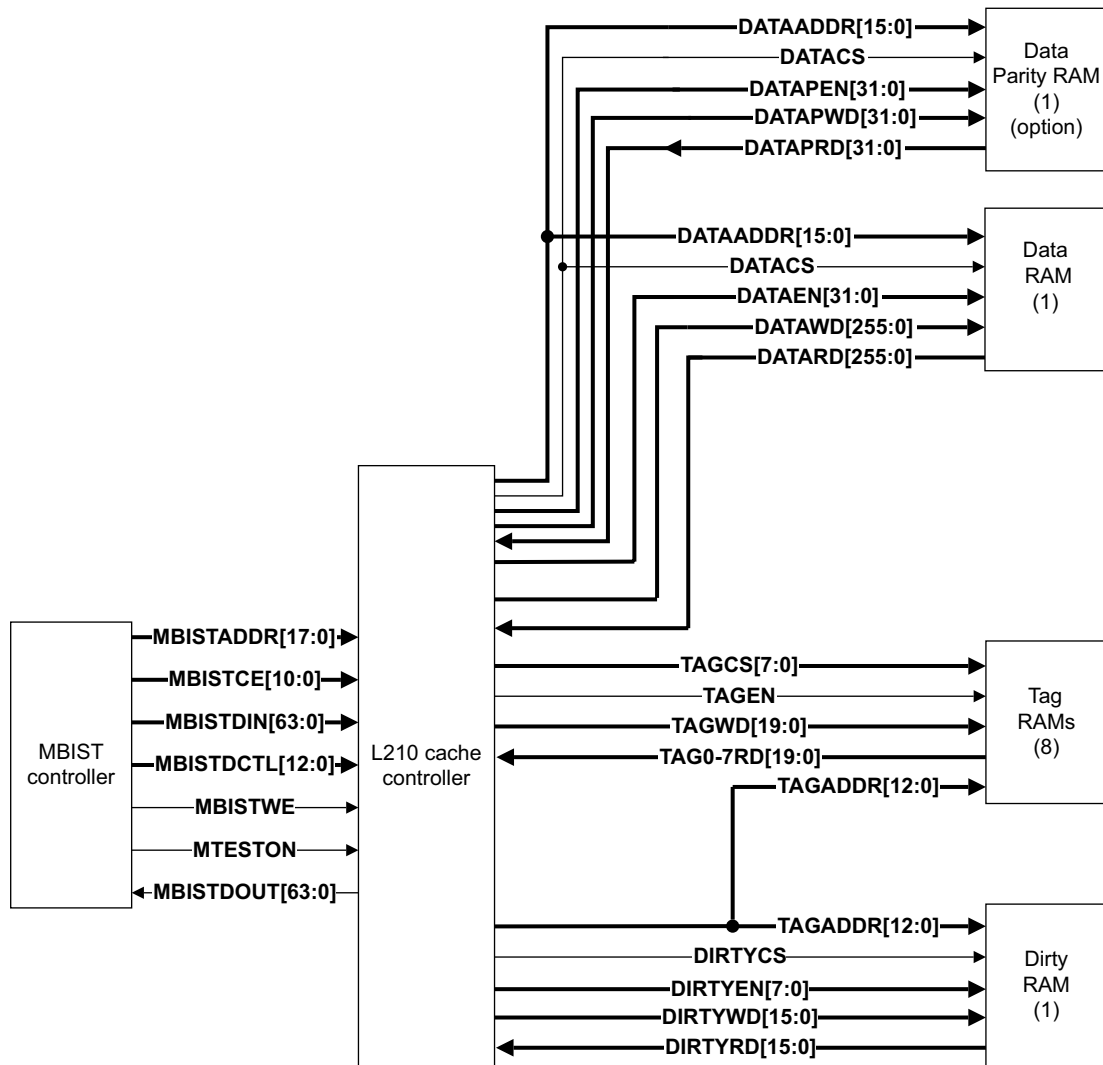 DATAADDR[15:0]
DATACS
DATAPEN[31:0]
DATAPWD[31:0]
DATAPRD[31:0]
Data
Parity RAM
(1)
(option)
DATAADDR[15:0]
DATACS
DATAEN[31:0]
DATAWD[255:0]
DATARD[255:0]
Data
RAM
(1)
MBIST
controller
MBISTADDR[17:0]
MBISTCE[10:0]
MBISTDIN[63:0]
MBISTDCTL[12:0]
MBISTWE
MTESTON
MBISTDOUT[63:0]
L210 cache
controller
TAGCS[7:0]
TAGEN
TAGWD[19:0]
TAG0-7RD[19:0]
TAGADDR[12:0]
Tag
RAMs
(8)
TAGADDR[12:0]
DIRTYCS
DIRTYEN[7:0]
DIRTYWD[15:0]
DIRTYRD[15:0]
Dirty
RAM
(1)